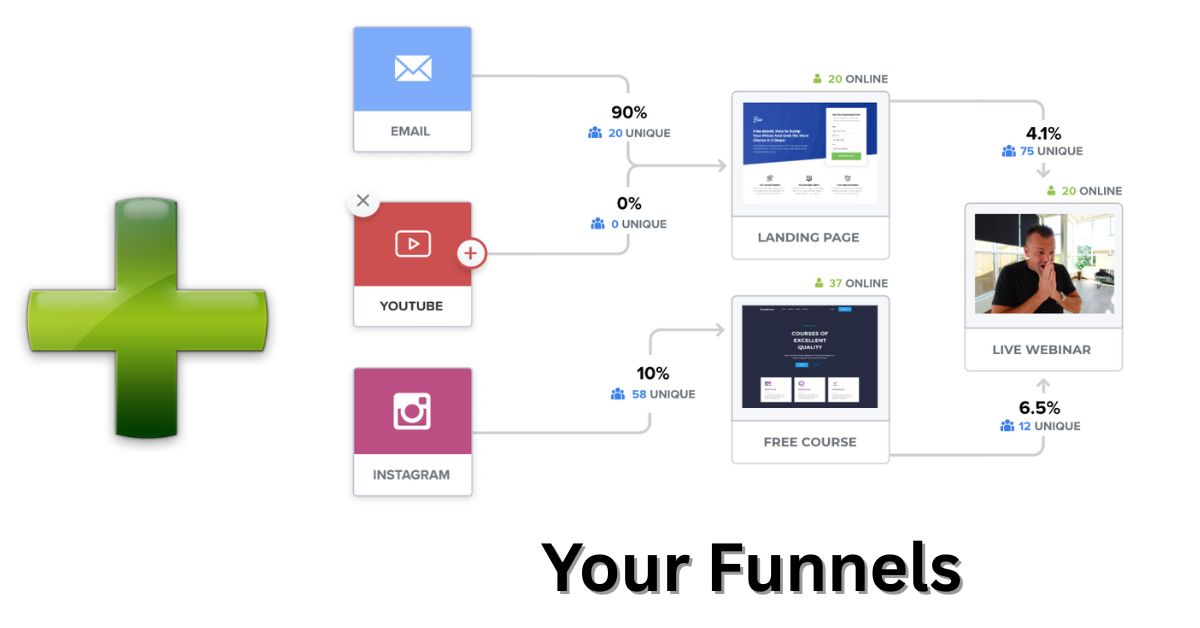 EMAIL
90%
20 UNIQUE
20 ONLINE
LANDING PAGE
4.1%
75 UNIQUE
20 ONLINE
LIVE WEBINAR
0%
0 UNIQUE
YOUTUBE
37 ONLINE
COURSES OF
EXCELLENT
QUALITY
FREE COURSE
10%
58 UNIQUE
6.5%
12 UNIQUE
INSTAGRAM
Your Funnels